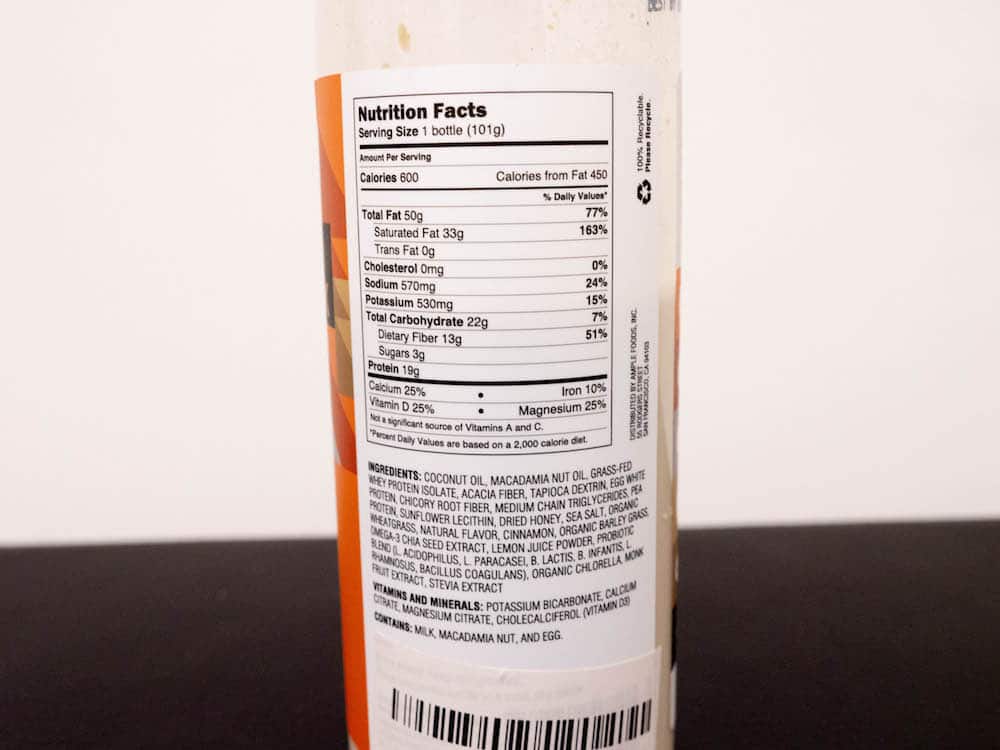 BEST
Nutrition Facts
Serving Size 1 bottle (101g)
Amount Per Serving
Calories 600 Calories from Fat 450
% Daily Values*
Total Fat 50g 77%
Saturated Fat 33g 163%
Trans Fat 0g
Cholesterol 0mg 0%
Sodium 570mg 24%
Potassium 530mg 15%
Total Carbohydrate 22g 7%
Dietary Fiber 13g 51%
Sugars 3g
Protein 19g
Calcium 25% • Iron 10%
Vitamin D 25% • Magnesium 25%
Not a significant source of Vitamins A and C.
*Percent Daily Values are based on a 2,000 calorie diet.
INGREDIENTS: COCONUT OIL, MACADAMIA NUT OIL, GRASS-FED
WHEY PROTEIN ISOLATE, ACACIA FIBER, TAPIOCA DEXTRIN, EGG WHITE
PROTEIN, CHICORY ROOT FIBER, MEDIUM CHAIN TRIGLYCERIDES, PEA
PROTEIN, SUNFLOWER LECITHIN, DRIED HONEY, SEA SALT, ORGANIC
WHEATGRASS, NATURAL FLAVOR, CINNAMON, ORGANIC BARLEY GRASS,
OMEGA-3 CHIA SEED EXTRACT, LEMON JUICE POWDER, PROBIOTIC
BLEND (L. ACIDOPHILUS, L. PARACASEI, B. LACTIS, B. INFANTIS, L.
RHAMNOSUS, BACILLUS COAGULANS), ORGANIC CHLORELLA, MONK
FRUIT EXTRACT, STEVIA EXTRACT
VITAMINS AND MINERALS: POTASSIUM BICARBONATE, CALCIUM
CITRATE, MAGNESIUM CITRATE, CHOLECALCIFEROL (VITAMIN D3)
CONTAINS: MILK, MACADAMIA NUT, AND EGG.
100% Recyclable.
Please Recycle.
DISTRIBUTED BY AMPLE FOODS, INC.
55 RODGERS STREET
SAN FRANCISCO, CA 94103